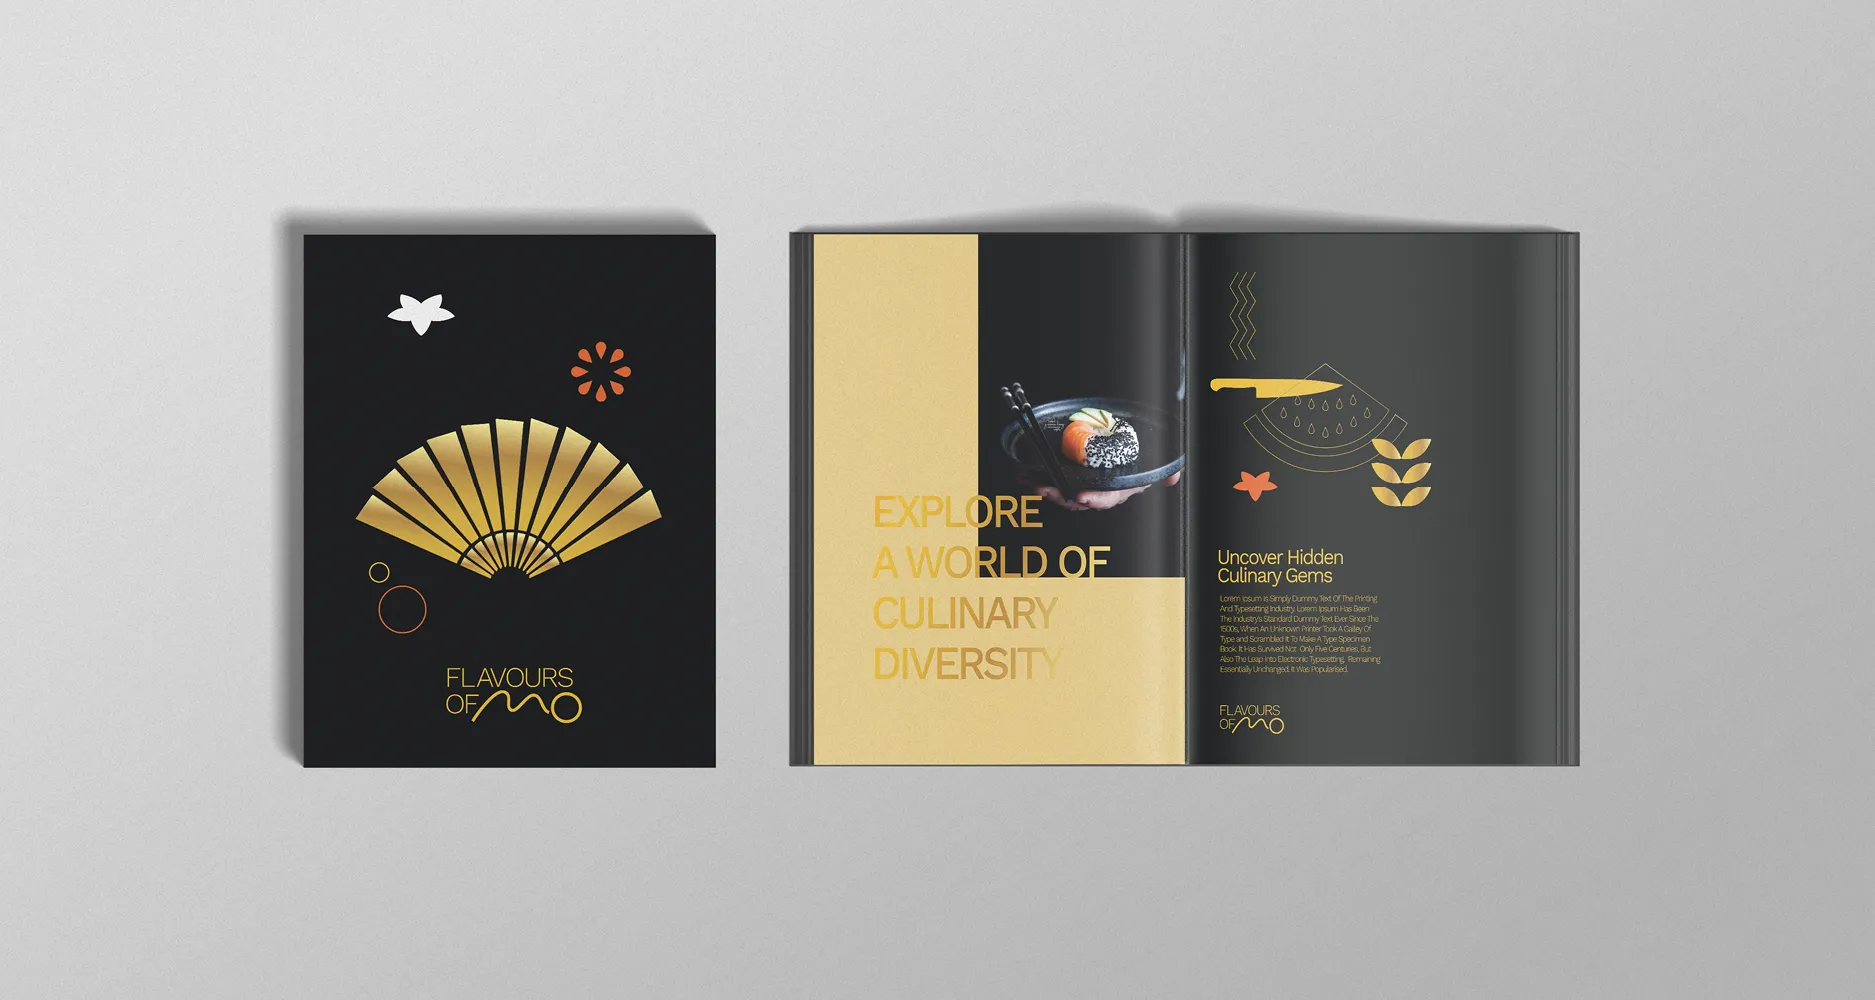 FLAVOURS
OF MO
EXPLORE
A WORLD OF
CULINARY
DIVERSITY
Uncover Hidden
Culinary Gems
Lorem Ipsum Is Simply Dummy Text Of The Printing
And Typesetting Industry. Lorem Ipsum Has Been
The Industry's Standard Dummy Text Ever Since The
1500s, When An Unknown Printer Took A Galley Of
Type and Scrambled It To Make A Type Specimen
Book. It Has Survived Not Only Five Centuries, But
Also The Leap Into Electronic Typesetting, Remaining
Essentially Unchanged. It Was Popularised.
FLAVOURS
OF MO